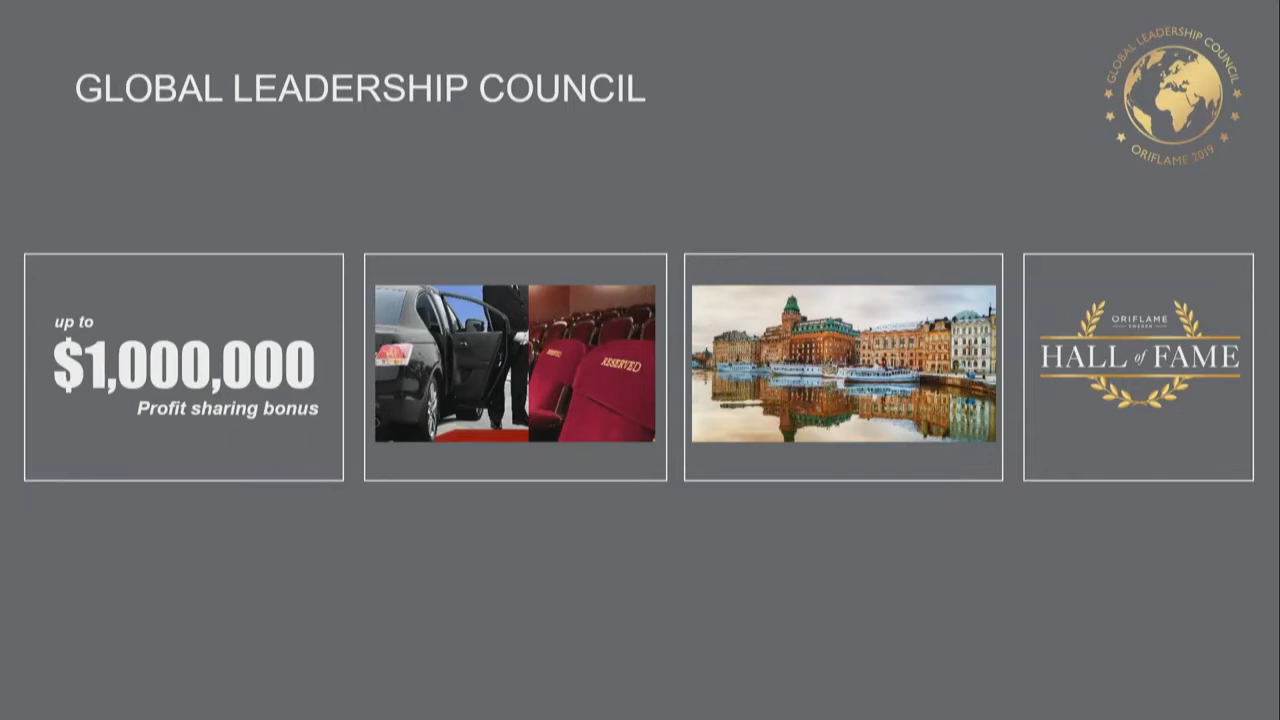 GLOBAL LEADERSHIP COUNCIL
GLOBAL LEADERSHIP COUNCIL
ORIFLAME 2019
up to
$1,000,000
Profit sharing bonus
RESERVED
ORIFLAME
SWEDEN
HALL of FAME